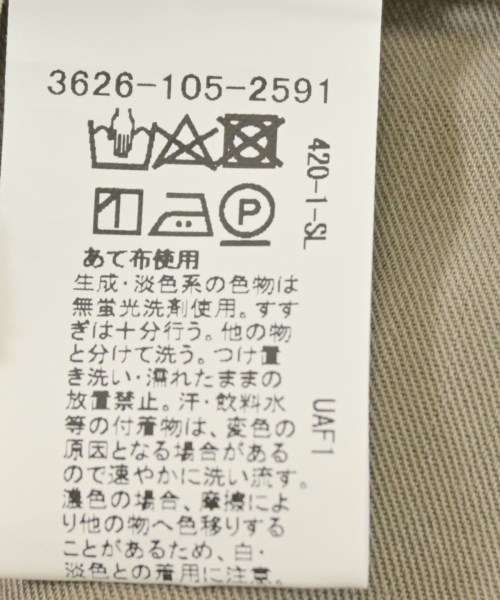 3626-105-2591
P
420-1-SL
あて布使用
生成・淡色系の色物は
無蛍光洗剤使用。すす
ぎは十分行う。他の物
と分けて洗う。つけ置
き洗い・濡れたままの
放置禁止。汗・飲料水
等の付着物は、変色の
原因となる場合がある
ので速やかに洗い流す。
濃色の場合、摩擦によ
り他の物へ色移りする
ことがあるため、白・
淡色との着用に注意。
UAF1